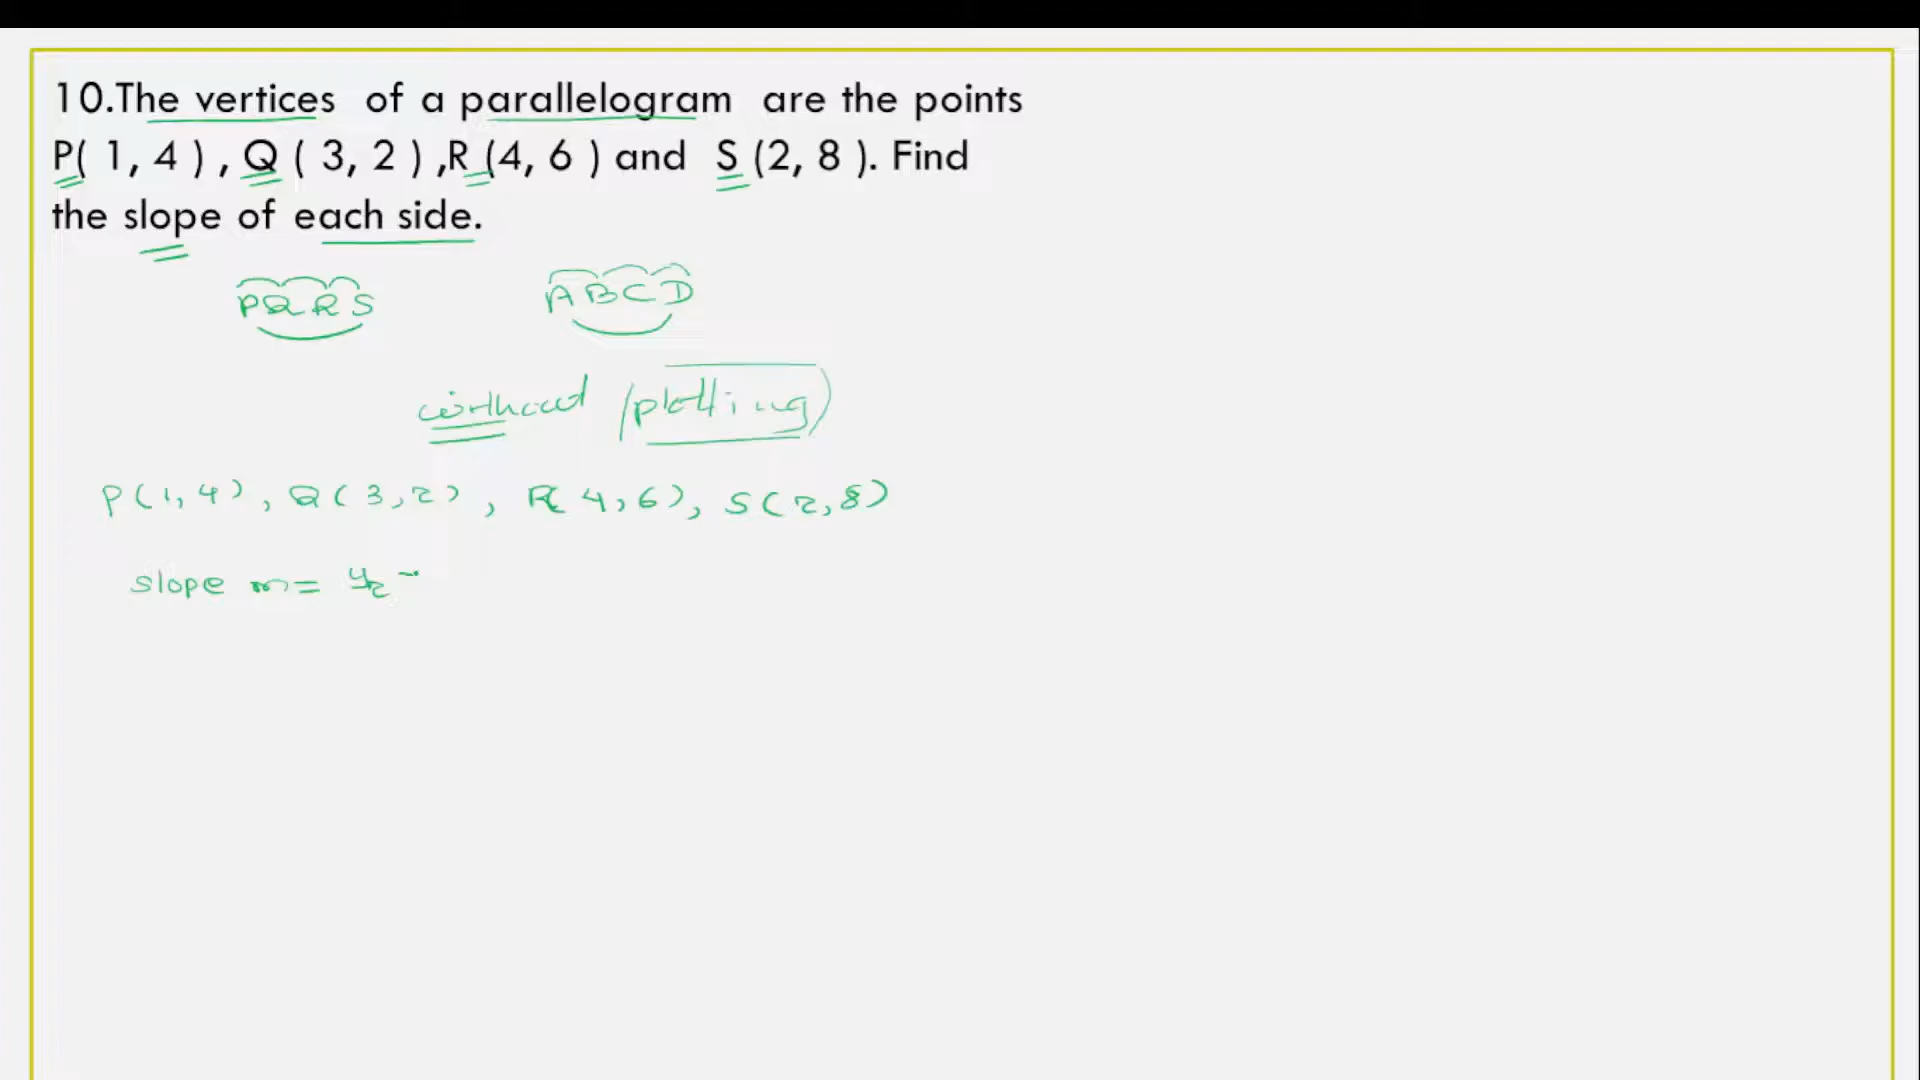 10.The vertices of a parallelogram are the points
P( 1, 4 ) , Q ( 3, 2 ) ,R (4, 6 ) and S (2, 8 ). Find
the slope of each side.
PQRS ABCD
without /plotting)
P(1,4), Q(3,2), R(4,6), S(2,8)
slope m= y₂ -